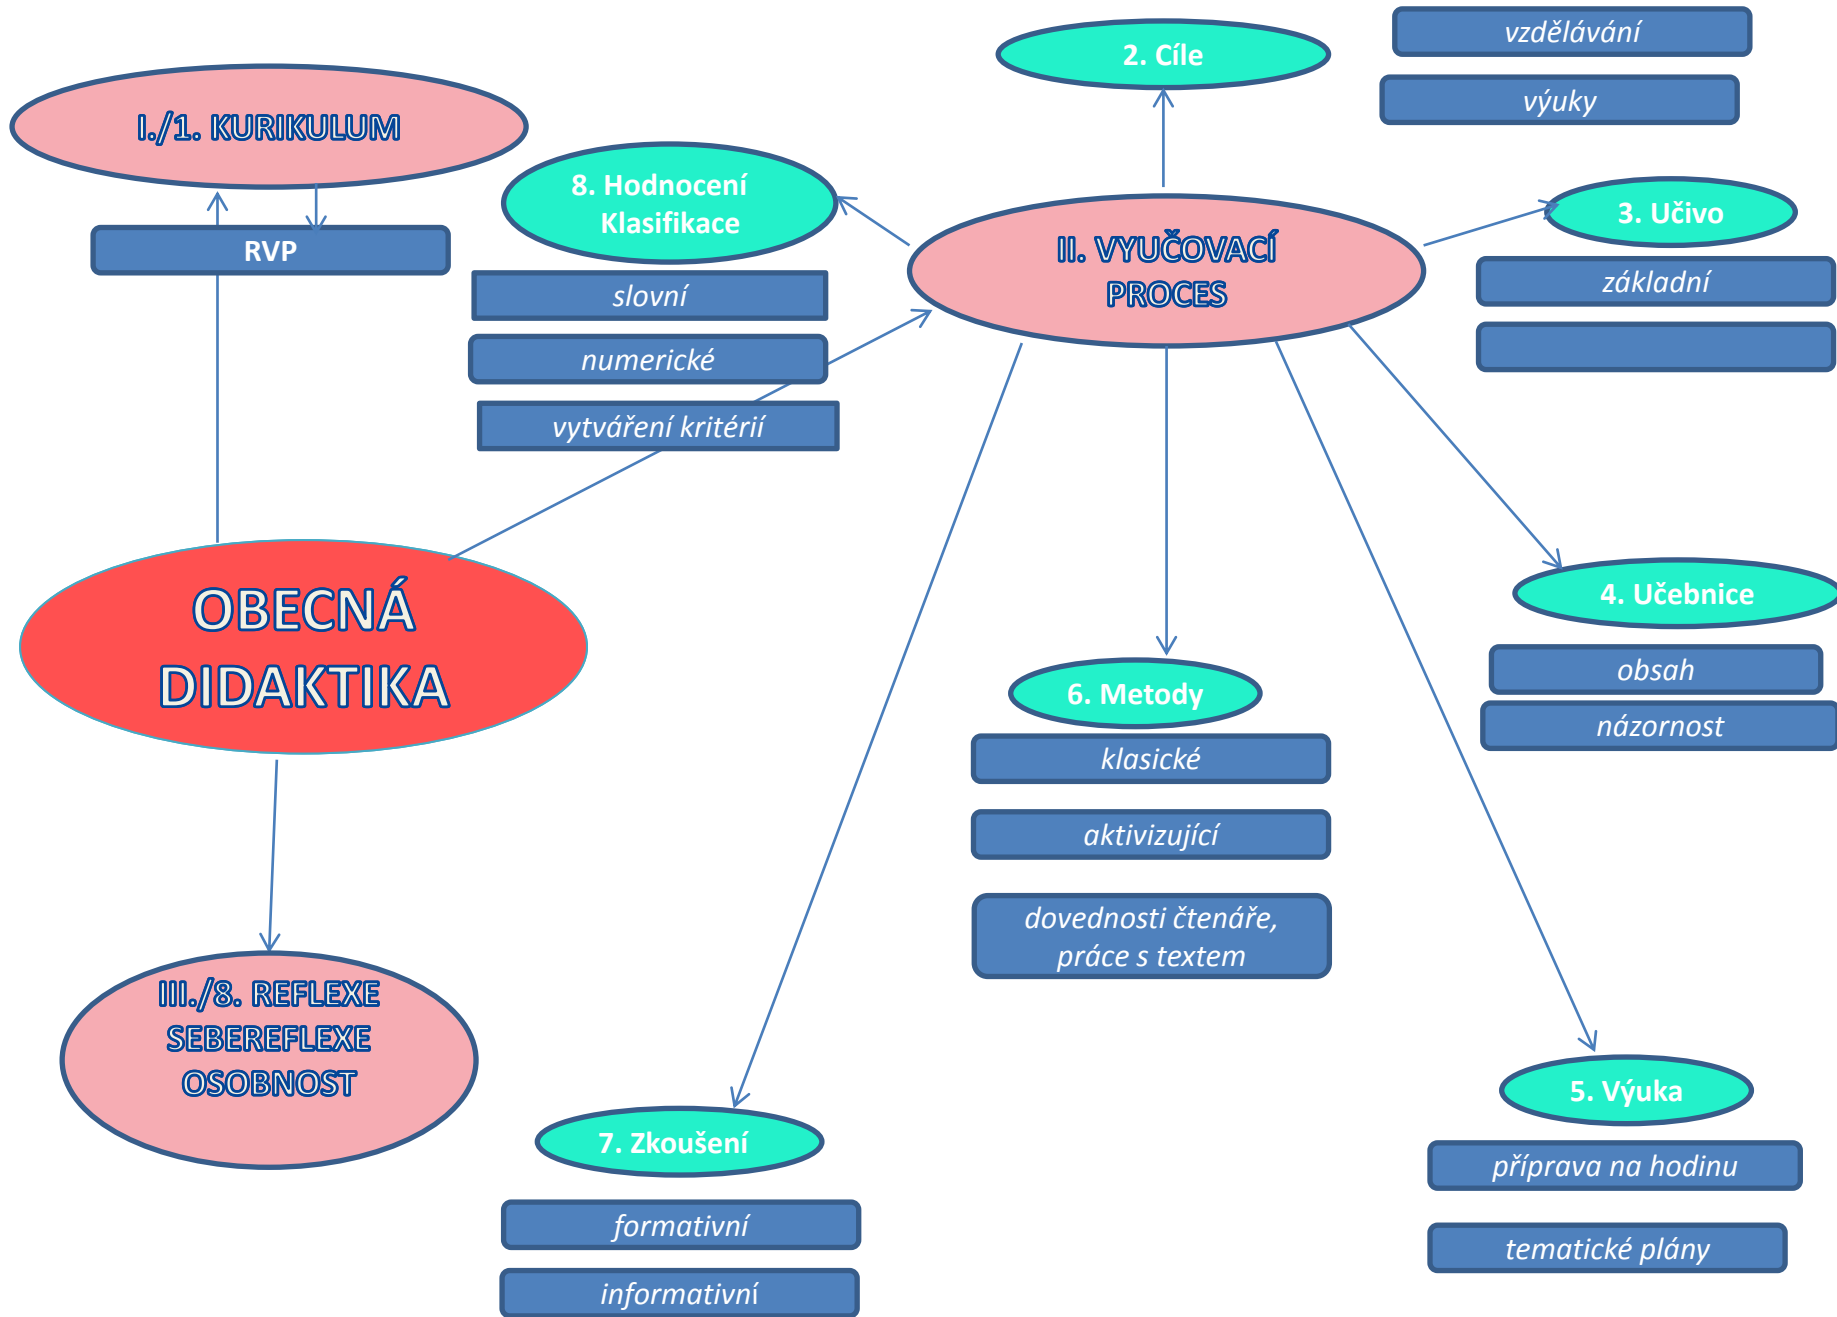 2. Cíle
vzdělávání
výuky
I./1. KURIKULUM
RVP
8. Hodnocení
Klasifikace
slovní
numerické
vytváření kritérií
II. VYUČOVACÍ
PROCES
3. Učivo
základní
OBECNÁ
DIDAKTIKA
4. Učebnice
obsah
názornost
6. Metody
klasické
aktivizující
dovednosti čtenáře,
práce s textem
III./8. REFLEXE
SEBEREFLEXE
OSOBNOST
7. Zkoušení
formativní
informativní
5. Výuka
příprava na hodinu
tematické plány